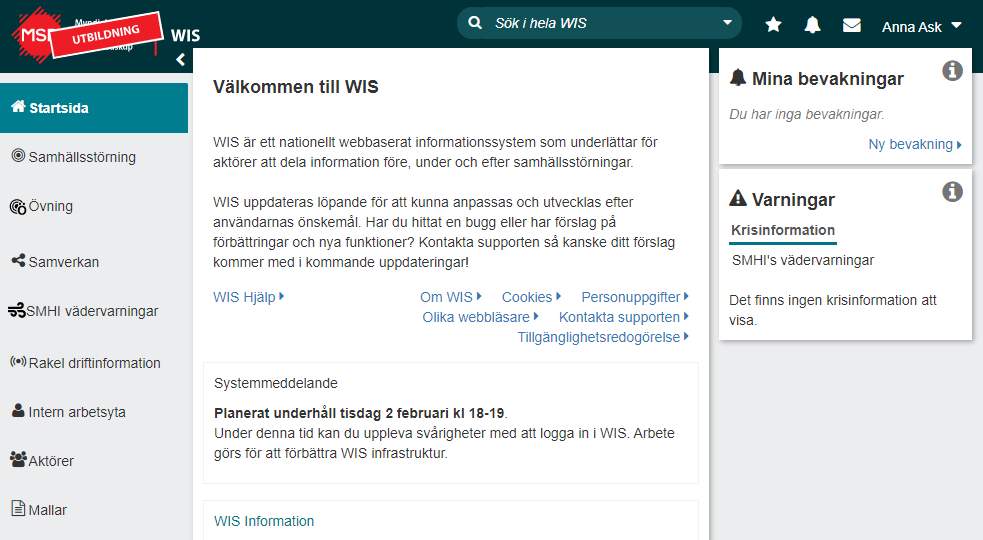 MSB
UTBILDNING
WIS
Sök i hela WIS
Anna Ask
Startsida
Samhällsstörning
Övning
Samverkan
SMHI vädervarningar
Rakel driftinformation
Intern arbetsyta
Aktörer
Mallar
Välkommen till WIS
WIS är ett nationellt webbaserat informationssystem som underlättar för
aktörer att dela information före, under och efter samhällsstörningar.
WIS uppdateras löpande för att kunna anpassas och utvecklas efter
användarnas önskemål. Har du hittat en bugg eller har förslag på
förbättringar och nya funktioner? Kontakta supporten så kanske ditt förslag
kommer med i kommande uppdateringar!
WIS Hjälp
Om WIS Cookies Personuppgifter
Olika webbläsare Kontakta supporten
Tillgänglighetsredogörelse
Systemmeddelande
Planerat underhåll tisdag 2 februari kl 18-19.
Under denna tid kan du uppleva svårigheter med att logga in i WIS. Arbete
görs för att förbättra WIS infrastruktur.
WIS Information
Mina bevakningar
Du har inga bevakningar.
Ny bevakning
Varningar
Krisinformation
SMHI's vädervarningar
Det finns ingen krisinformation att
visa.